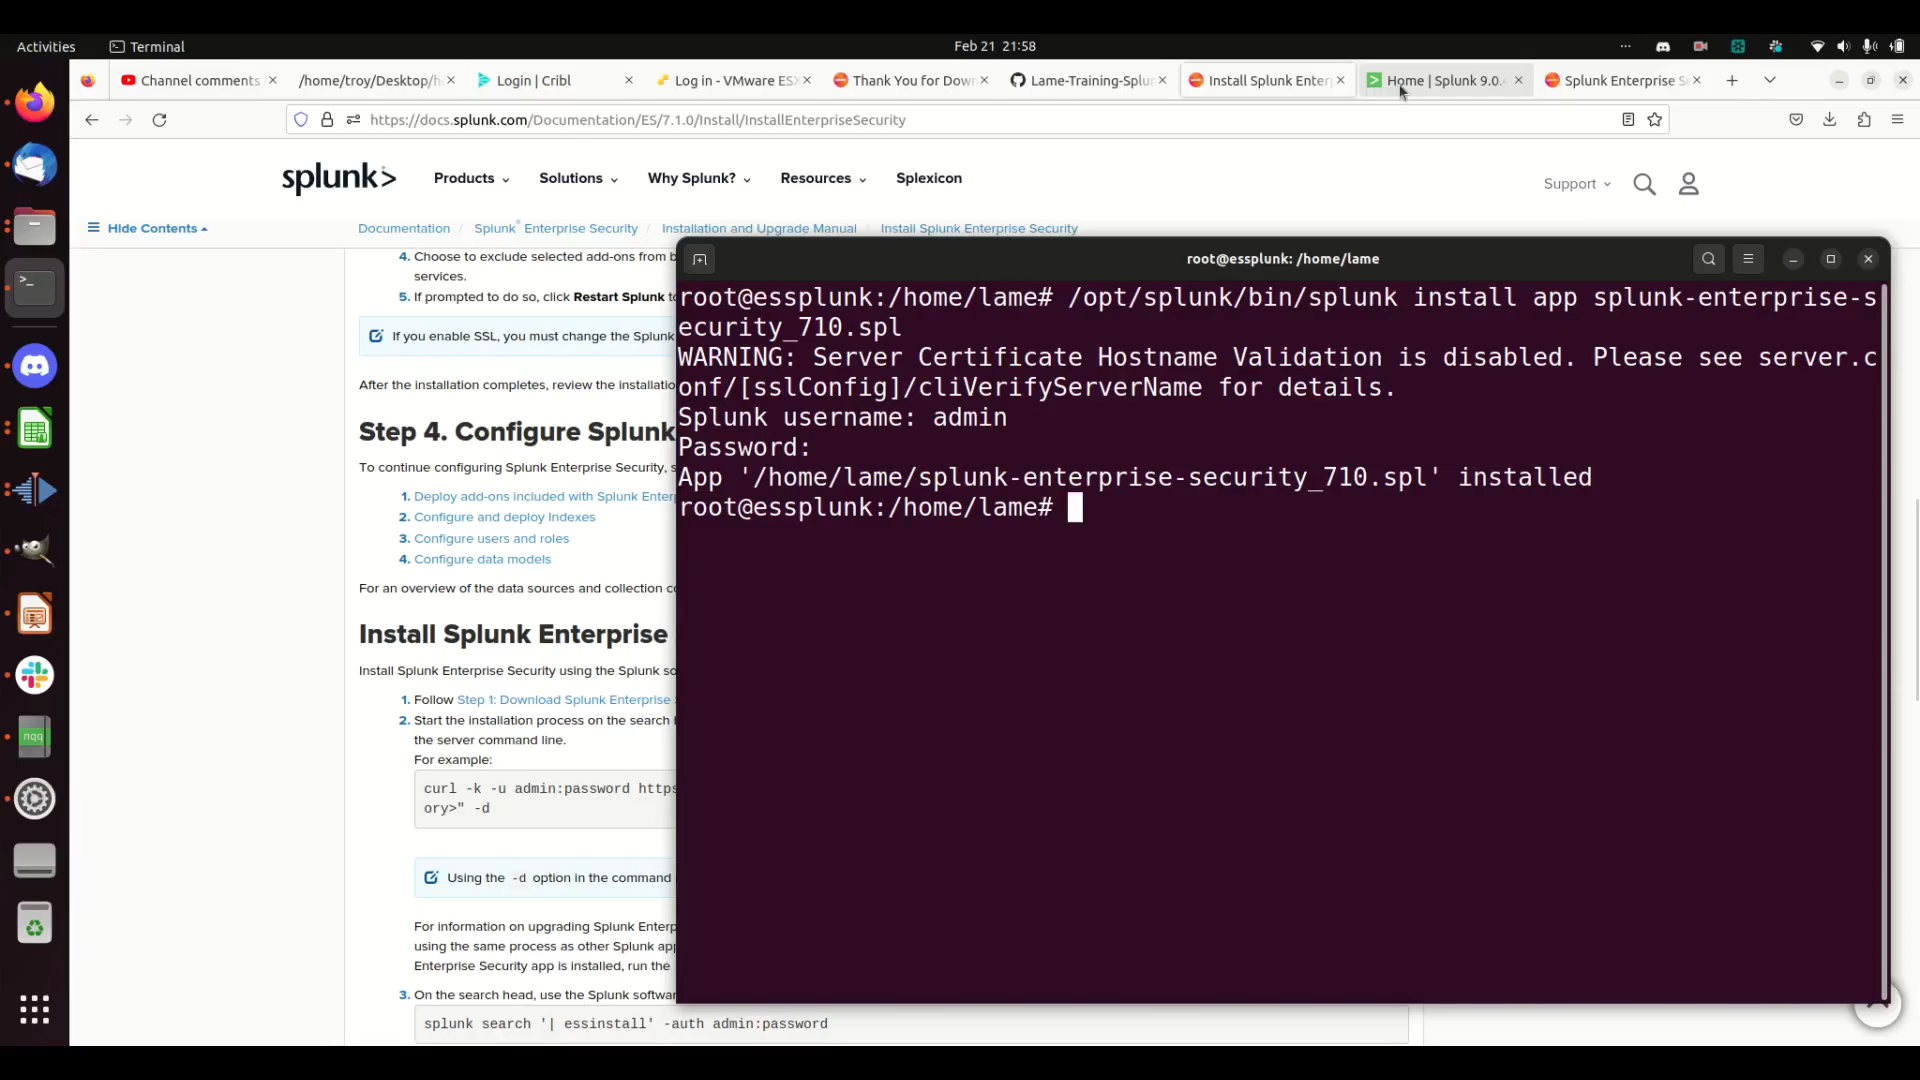 Activities
Terminal
Feb 21 21:58
Channel comments
/home/troy/Desktop/h
Login | Cribl
Log in - VMware ESX
Thank You for Dow
Lame-Training-Splun
Install Splunk Enter
Home | Splunk 9.0.
Splunk Enterprise S
https://docs.splunk.com/Documentation/ES/7.1.0/Install/InstallEnterpriseSecurity
splunk>
Products
Solutions
Why Splunk?
Resources
Splexicon
Support
Hide Contents
Documentation / Splunk® Enterprise Security / Installation and Upgrade Manual / Install Splunk Enterprise Security
4. Choose to exclude selected add-ons from b
services.
5. If prompted to do so, click Restart Splunk t
If you enable SSL, you must change the Splunk
After the installation completes, review the installatio
Step 4. Configure Splunk
To continue configuring Splunk Enterprise Security, s
1. Deploy add-ons included with Splunk Enterp
2. Configure and deploy Indexes
3. Configure users and roles
4. Configure data models
For an overview of the data sources and collection co
Install Splunk Enterprise
Install Splunk Enterprise Security using the Splunk so
1. Follow Step 1: Download Splunk Enterprise
2. Start the installation process on the search h
the server command line.
For example:
curl -k -u admin:password https
ory>" -d
Using the -d option in the command
For information on upgrading Splunk Enterp
using the same process as other Splunk app
Enterprise Security app is installed, run the
3. On the search head, use the Splunk softwar
splunk search '| essinstall' -auth admin:password
root@essplunk: /home/lame
root@essplunk:/home/lame# /opt/splunk/bin/splunk install app splunk-enterprise-s
ecurity_710.spl
WARNING: Server Certificate Hostname Validation is disabled. Please see server.c
onf/[sslConfig]/cliVerifyServerName for details.
Splunk username: admin
Password:
App '/home/lame/splunk-enterprise-security_710.spl' installed
root@essplunk:/home/lame#
nqq